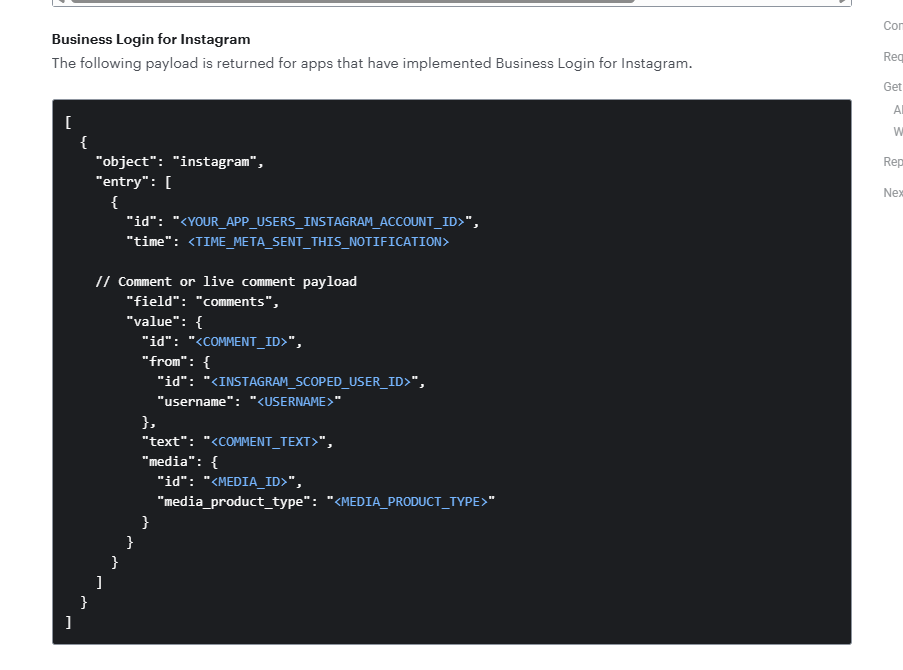 Business Login for Instagram
The following payload is returned for apps that have implemented Business Login for Instagram.
[
  {
    "object": "instagram",
    "entry": [
      {
        "id": "<YOUR_APP_USERS_INSTAGRAM_ACCOUNT_ID>",
        "time": <TIME_META_SENT_THIS_NOTIFICATION>

    // Comment or live comment payload
        "field": "comments",
        "value": {
          "id": "<COMMENT_ID>",
          "from": {
            "id": "<INSTAGRAM_SCOPED_USER_ID>",
            "username": "<USERNAME>"
          },
          "text": "<COMMENT_TEXT>",
          "media": {
            "id": "<MEDIA_ID>",
            "media_product_type": "<MEDIA_PRODUCT_TYPE>"
          }
        }
      }
    ]
  }
]
Con
Req
Get
Rep
Nex